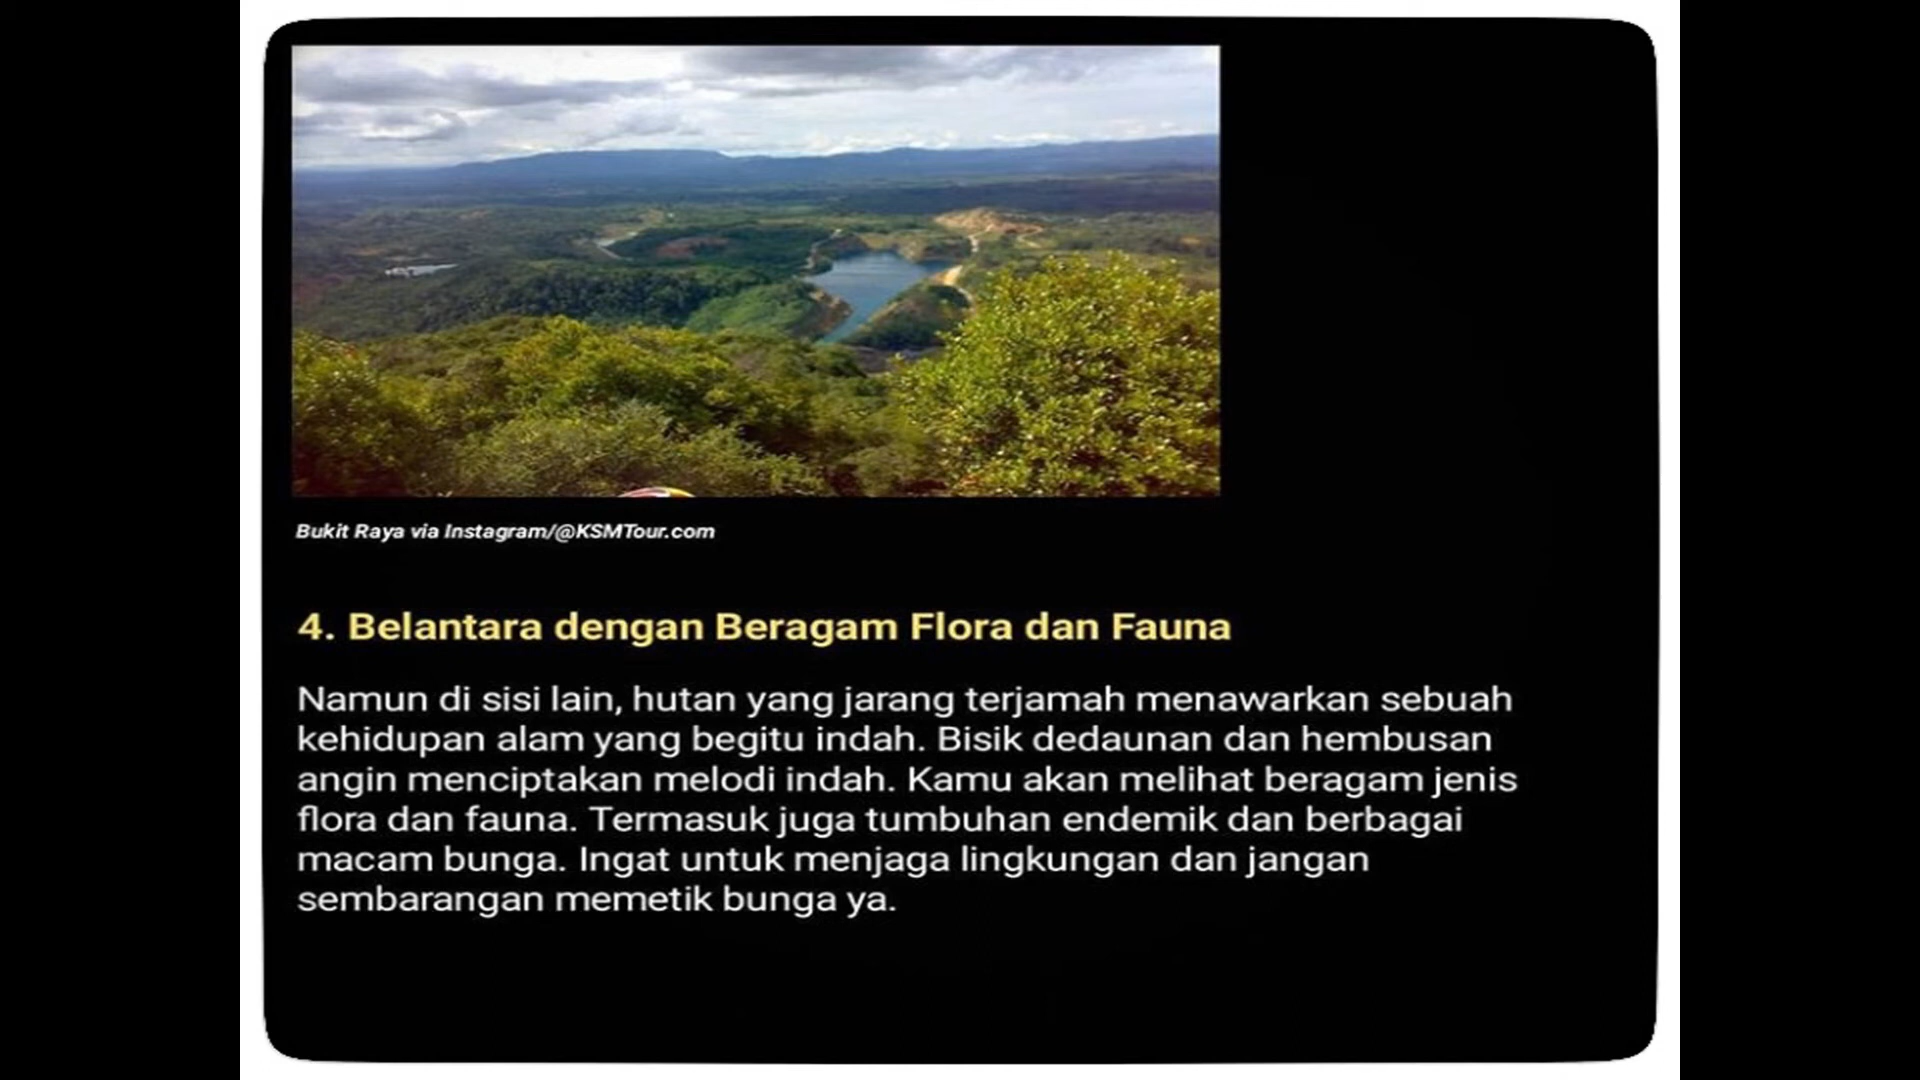 Bukit Raya via Instagram/@KSMTour.com
4. Belantara dengan Beragam Flora dan Fauna
Namun di sisi lain, hutan yang jarang terjamah menawarkan sebuah
kehidupan alam yang begitu indah. Bisik dedaunan dan hembusan
angin menciptakan melodi indah. Kamu akan melihat beragam jenis
flora dan fauna. Termasuk juga tumbuhan endemik dan berbagai
macam bunga. Ingat untuk menjaga lingkungan dan jangan
sembarangan memetik bunga ya.